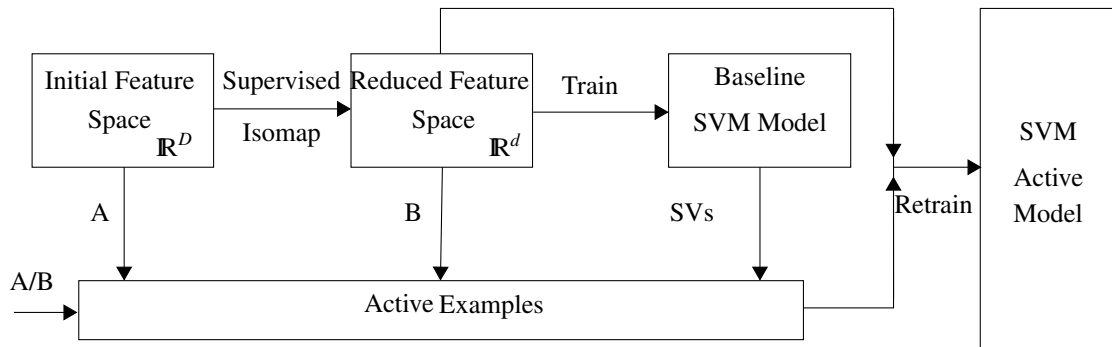 Initial Feature
Space
ℝ^D
Supervised
Isomap
Reduced Feature
Space
ℝ^d
Train
Baseline
SVM Model
SVM
Active
Model
A
B
SVs
Retrain
A/B
Active Examples